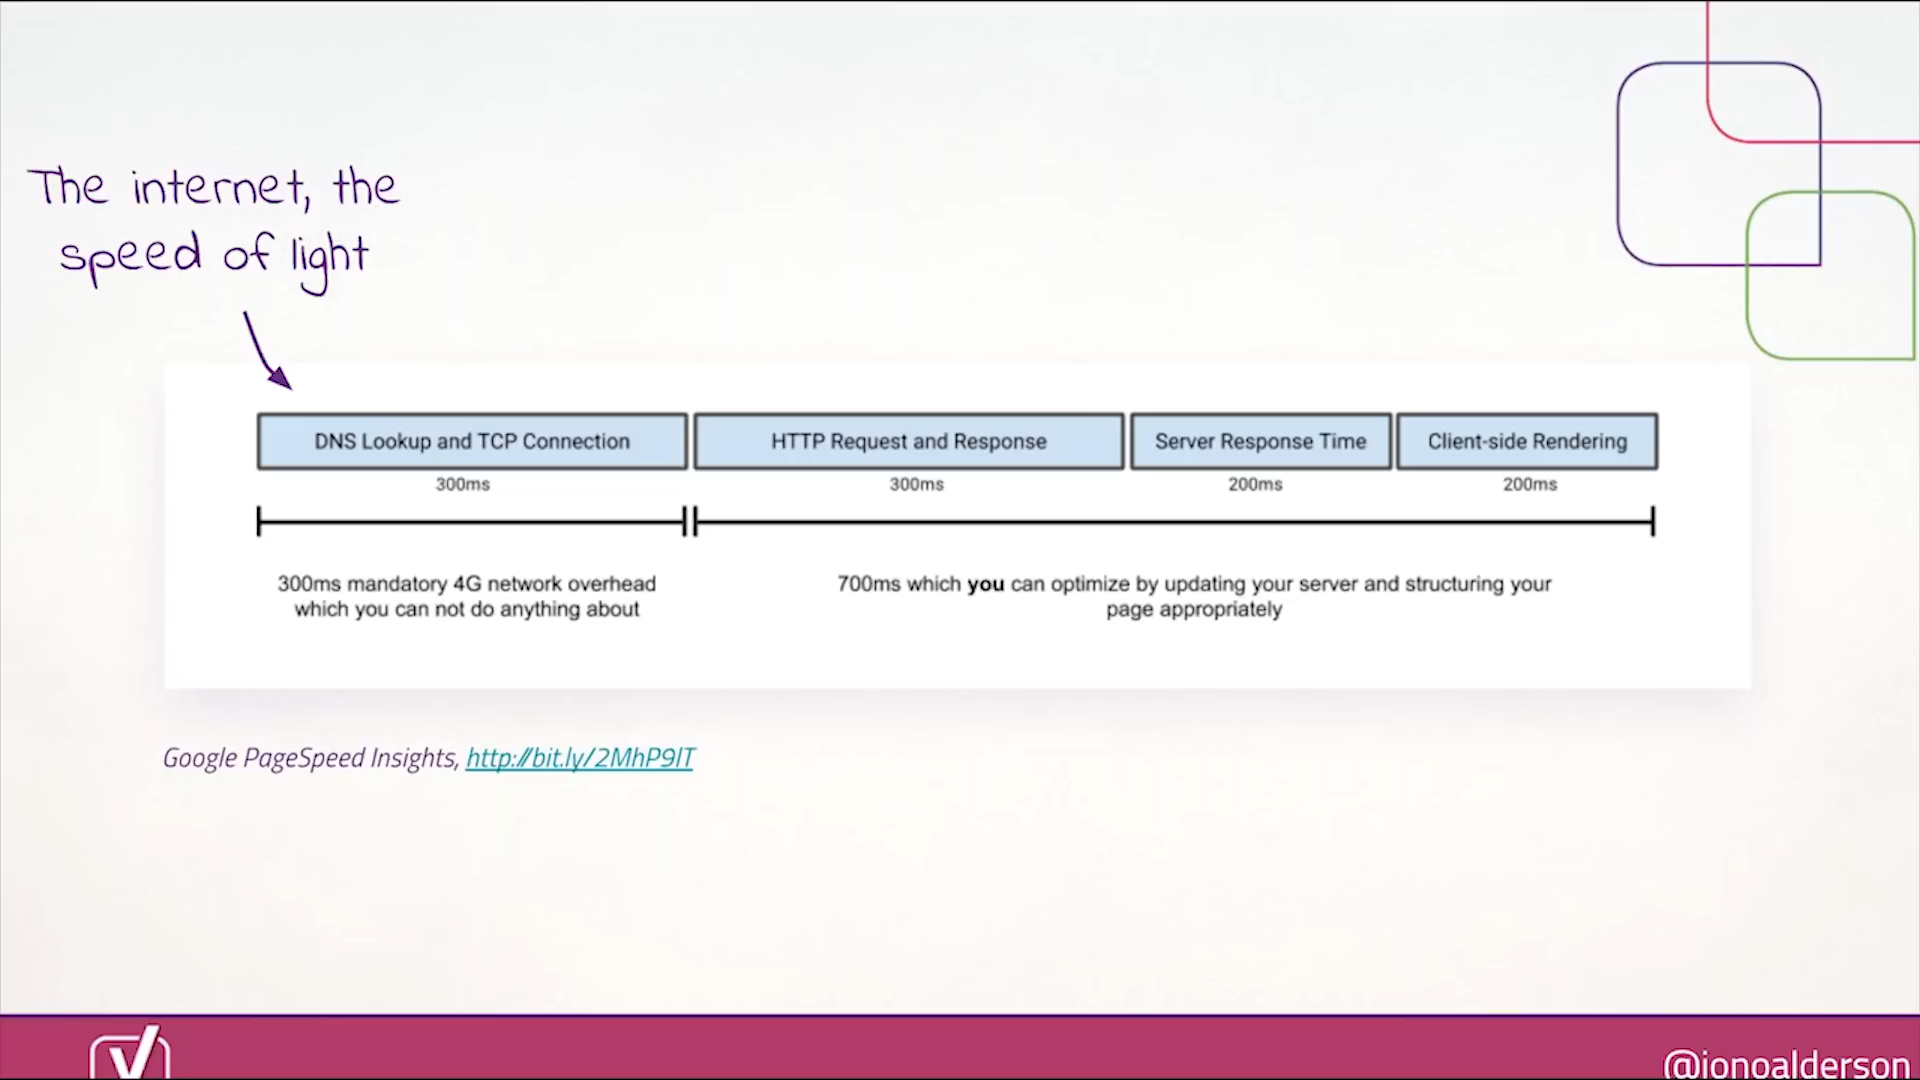 The internet, the
speed of light
DNS Lookup and TCP Connection
HTTP Request and Response
Server Response Time
Client-side Rendering
300ms
300ms
200ms
200ms
300ms mandatory 4G network overhead
which you can not do anything about
700ms which you can optimize by updating your server and structuring your
page appropriately
Google PageSpeed Insights, http://bit.ly/2MhP9lT
@jonoalderson